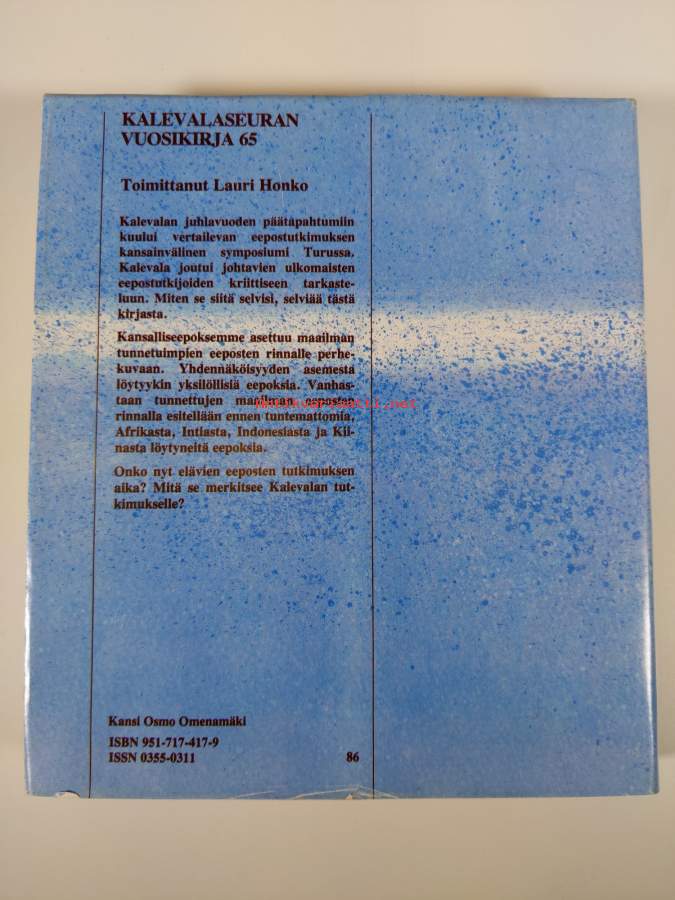 KALEVALASEURAN
VUOSIKIRJA 65
Toimittanut Lauri Honko
Kalevalan juhlavuoden päätapahtumiin
kuului vertailevan eepostutkimuksen
kansainvälinen symposiumi Turussa.
Kalevala joutui johtavien ulkomaisten
eepostutkijoiden kriittiseen tarkaste-
luun. Miten se siitä selvisi, selviää tästä
kirjasta.
Kansalliseepoksemme asettuu maailman
tunnetuimpien eeposten rinnalle perhe-
kuvaan. Yhdennäköisyyden asemesta
löytyykin yksilöllisiä eepoksia. Vanhas-
taan tunnettujen maailman eeposten
rinnalla esitellään ennen tuntemattomia,
Afrikasta, Intiasta, Indonesiasta ja Kii-
nasta löytyneitä eepoksia.
Onko nyt elävien eeposten tutkimuksen
aika? Mitä se merkitsee Kalevalan tut-
kimukselle?
Kansi Osmo Omenamäki
ISBN 951-717-417-9
ISSN 0355-0311 86
antikvariaatti.net